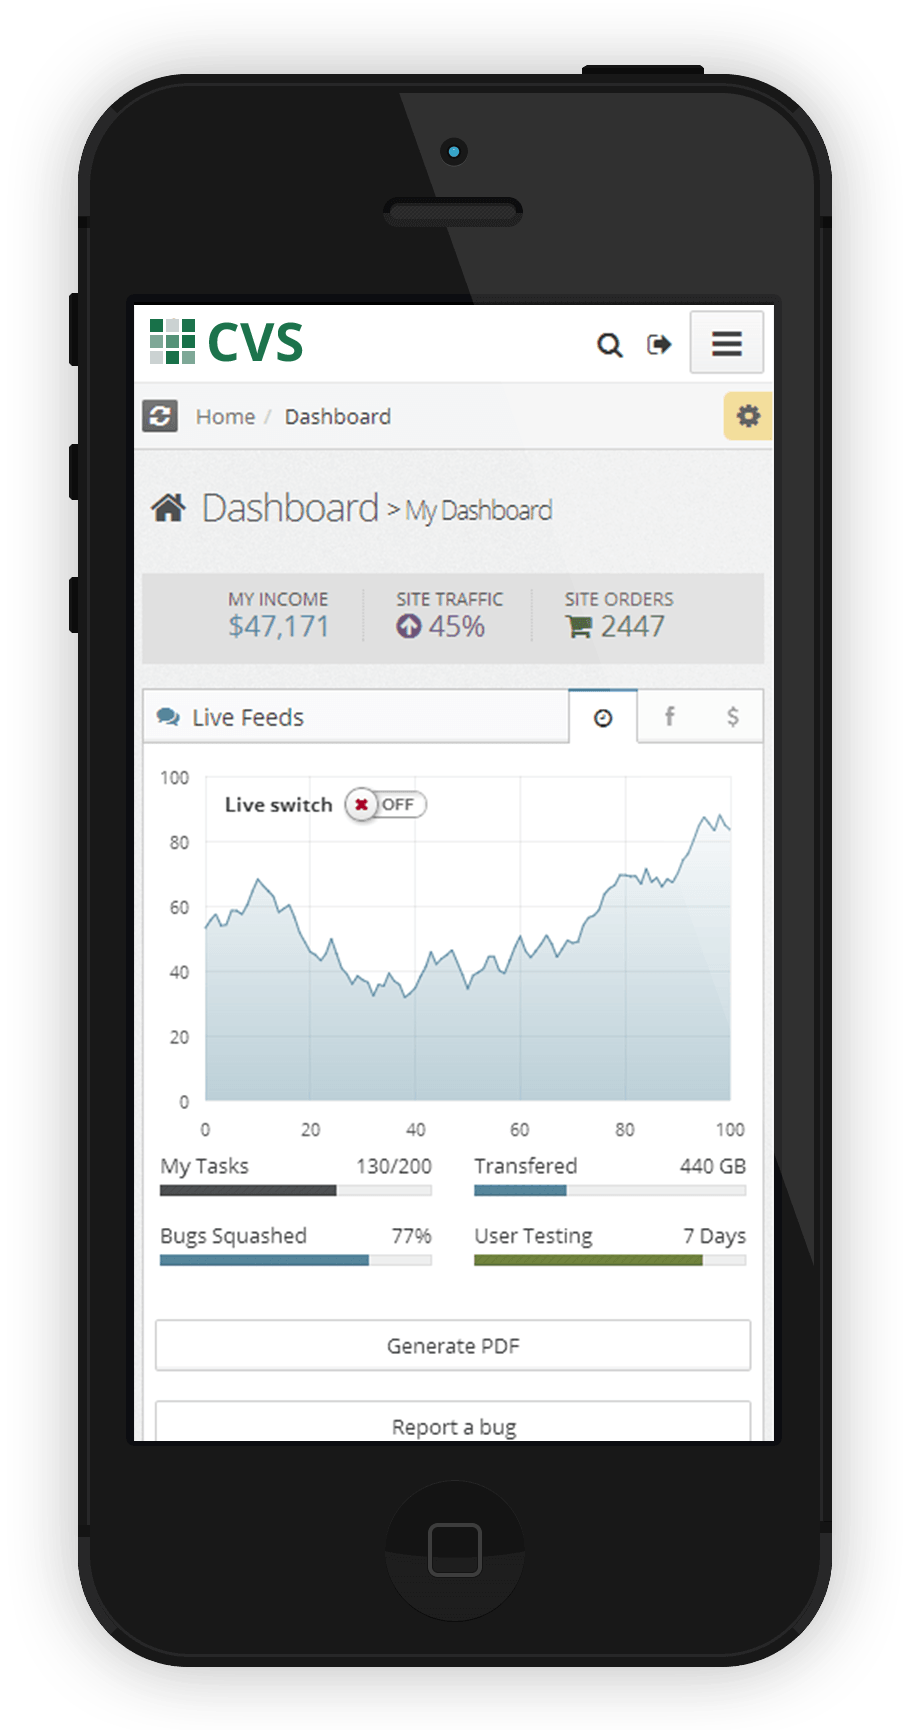 CVS
Home / Dashboard
Dashboard > My Dashboard
MY INCOME SITE TRAFFIC SITE ORDERS
$47,171 45% 2447
Live Feeds f $
100
Live switch OFF
80
60
40
20
0
0 20 40 60 80 100
My Tasks 130/200 Transfered 440 GB
Bugs Squashed 77% User Testing 7 Days
Generate PDF
Report a bug